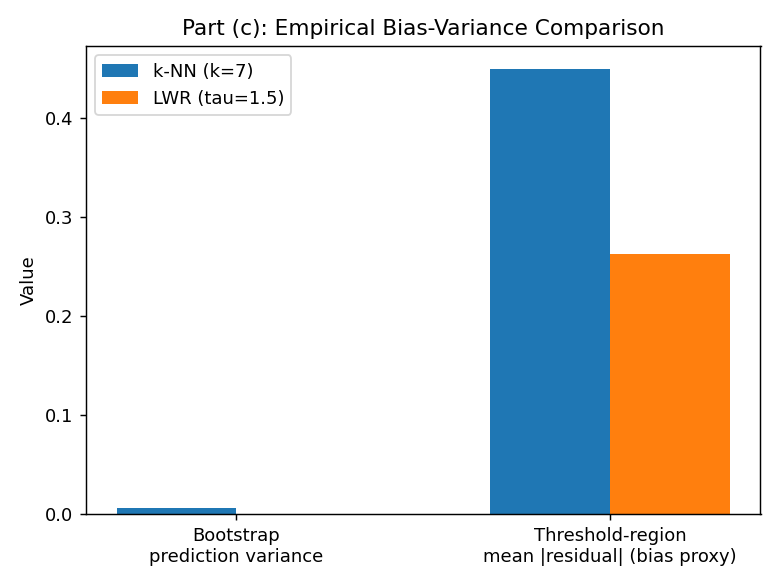 Part (c): Empirical Bias-Variance Comparison
k-NN (k=7)
LWR (tau=1.5)
Value
0.4
0.3
0.2
0.1
0.0
Bootstrap
prediction variance
Threshold-region
mean |residual| (bias proxy)